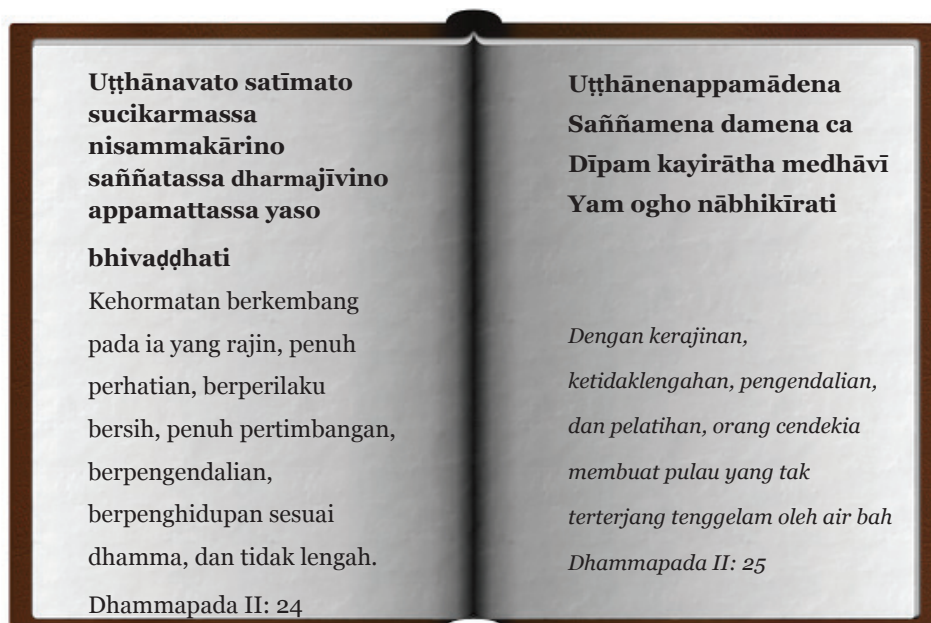 Uṭṭhānavato satīmato
sucikarmassa
nisammakārino
saññatassa dharmajīvino
appamattassa yaso
bhivaḍḍhati
Kehormatan berkembang
pada ia yang rajin, penuh
perhatian, berperilaku
bersih, penuh pertimbangan,
berpengendalian,
berpenghidupan sesuai
dhamma, dan tidak lengah.
Dhammapada II: 24
Uṭṭhānenappamādena
Saññamena damena ca
Dīpam kayirātha medhāvī
Yam ogho nābhikīrati
Dengan kerajinan,
ketidaklengahan, pengendalian,
dan pelatihan, orang cendekia
membuat pulau yang tak
terterjang tenggelam oleh air bah
Dhammapada II: 25